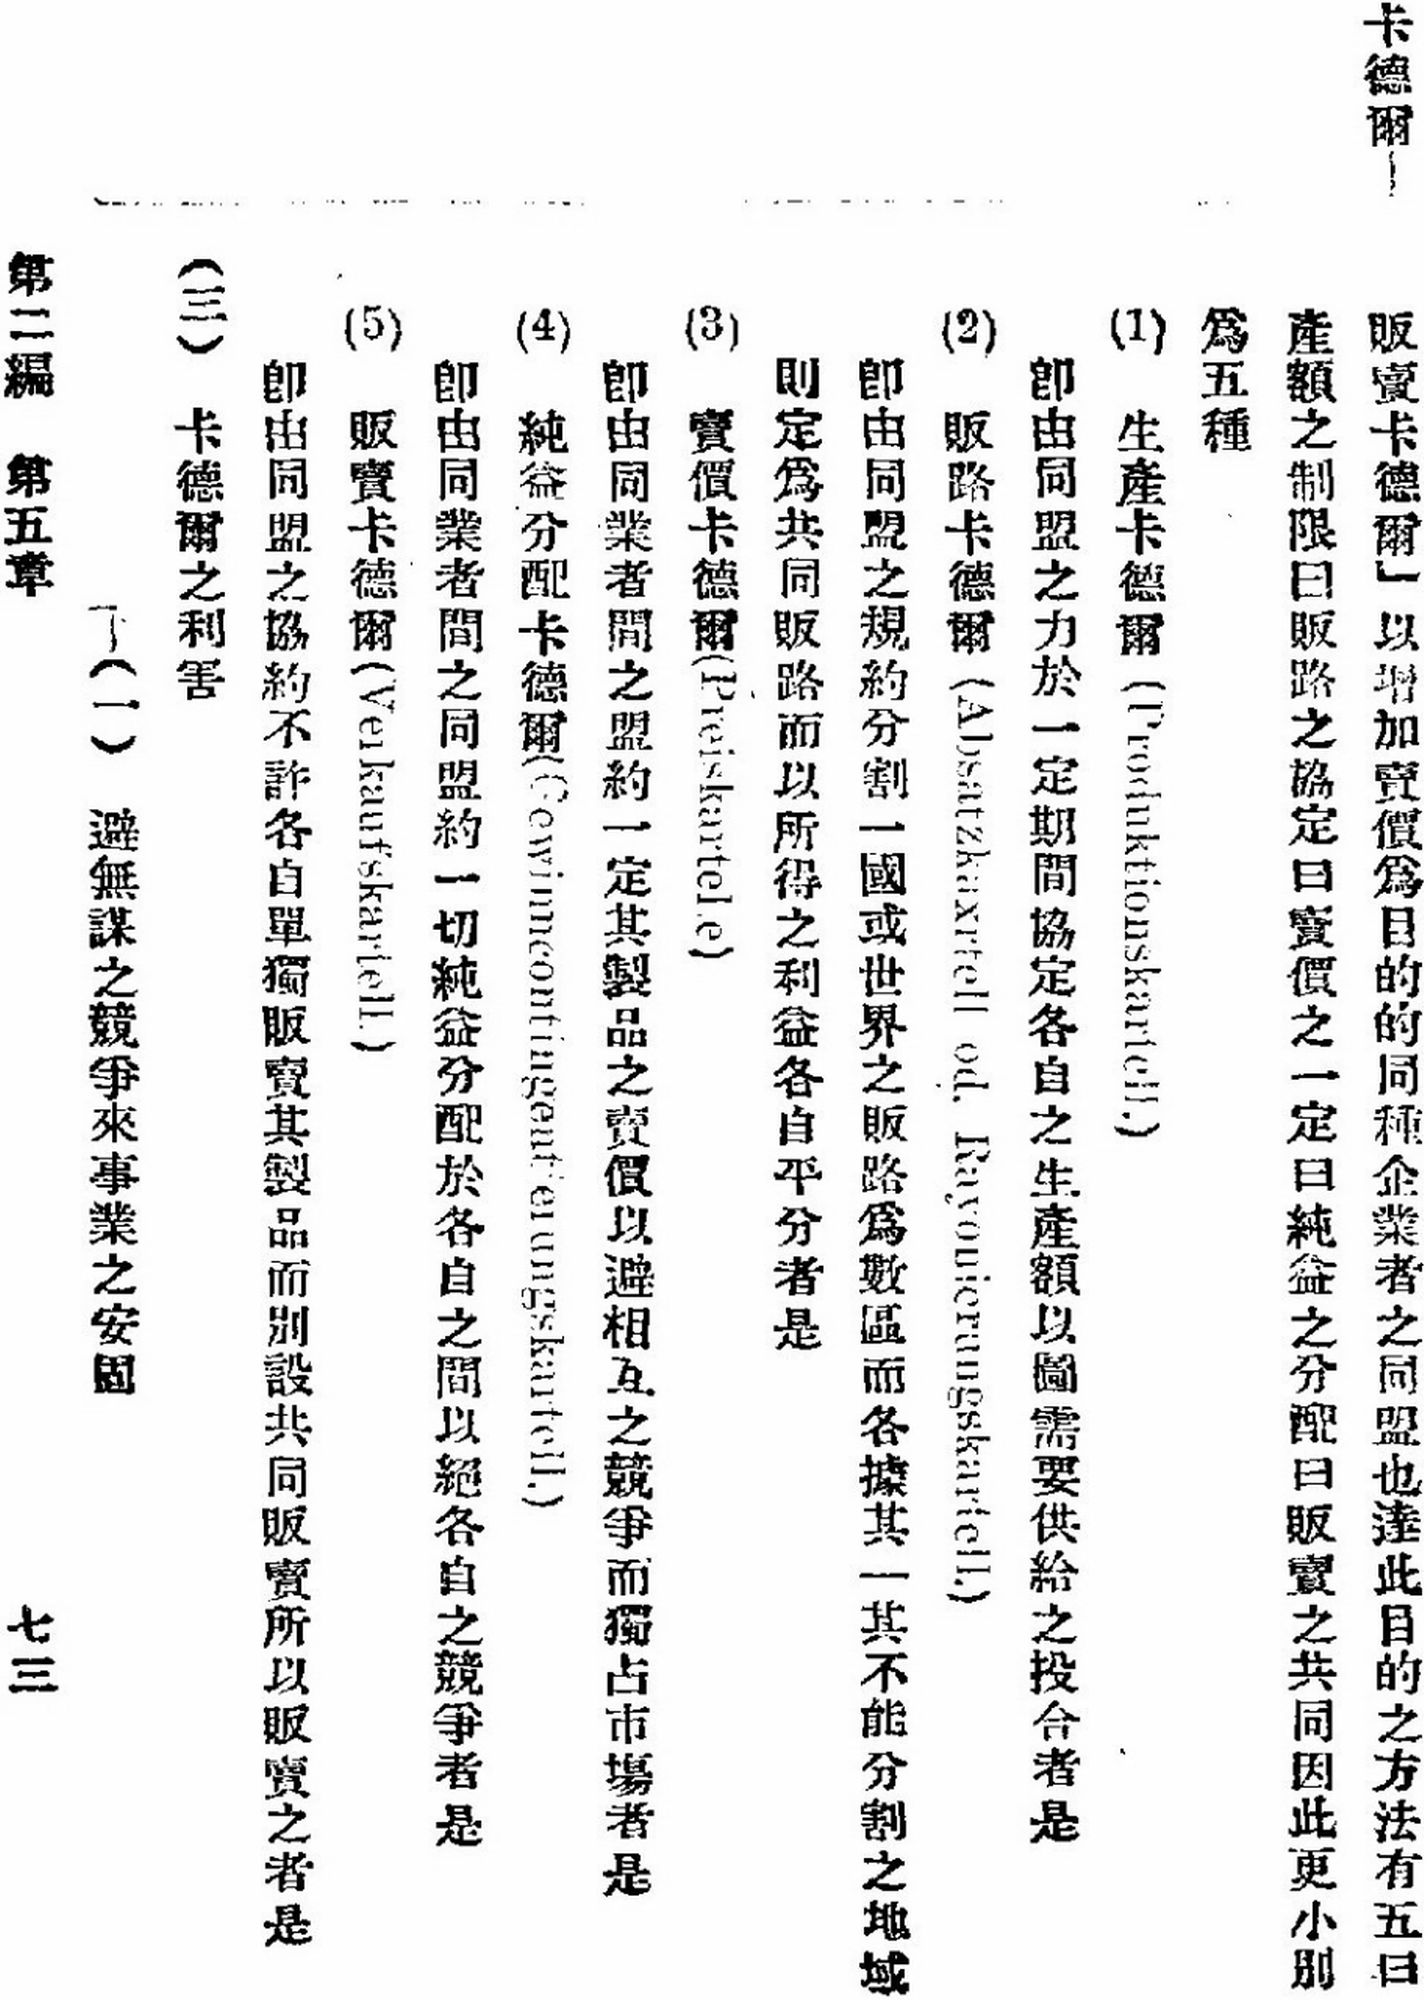 卡德爾
販賣卡德爾」以增加賣價爲目的的同種企業者之同盟也達此目的之方法有五曰
產額之制限曰販路之協定曰賣價之一定曰純益之分配曰販賣之共同因此更小別
爲五種
(1) 生產卡德爾 (Produktionskartell.)
卽由同盟之力於一定期間協定各自之生產額以圖需要供給之投合者是
(2) 販路卡德爾 (Absatzkaxrtell od. Rayonierungskartell.)
卽由同盟之規約分割一國或世界之販路爲數區而各據其一其不能分割之地域
則定爲共同販路而以所得之利益各自平分者是
(3) 賣價卡德爾(Preiskartele)
卽由同業者間之盟約一定其製品之賣價以避相互之競爭而獨占市場者是
(4) 純益分配卡德爾(Gewinncontingentierungskartell.)
卽由同業者間之同盟約一切純益分配於各自之間以絕各自之競爭者是
(5) 販賣卡德爾 (Verkaufskartell.)
卽由同盟之協約不許各自單獨販賣其製品而別設共同販賣所以販賣之者是
(三) 卡德爾之利害
(一) 避無謀之競爭來事業之安固
第二編 第五章 七三